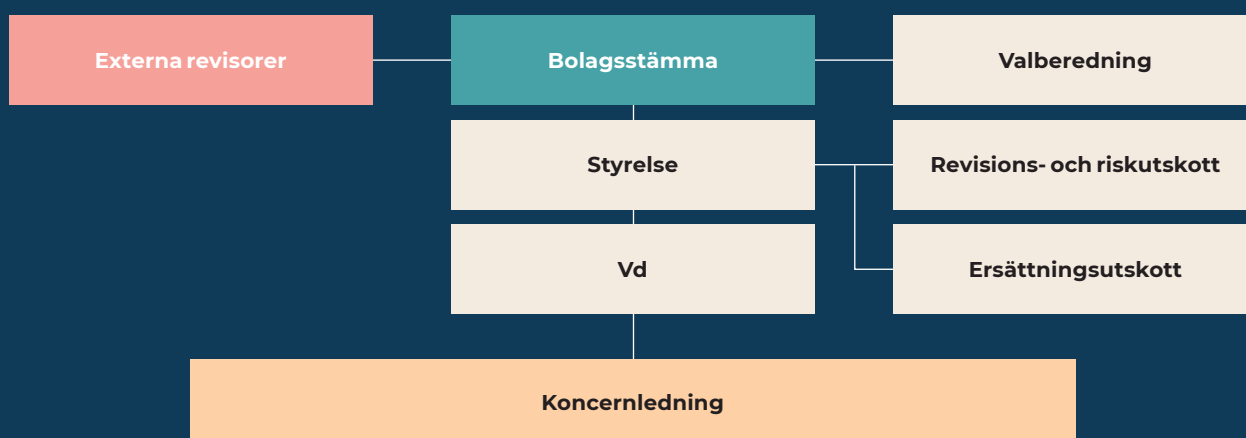 Externa revisorer
Bolagsstämma
Valberedning
Styrelse
Revisions- och riskutskott
Vd
Ersättningsutskott
Koncernledning